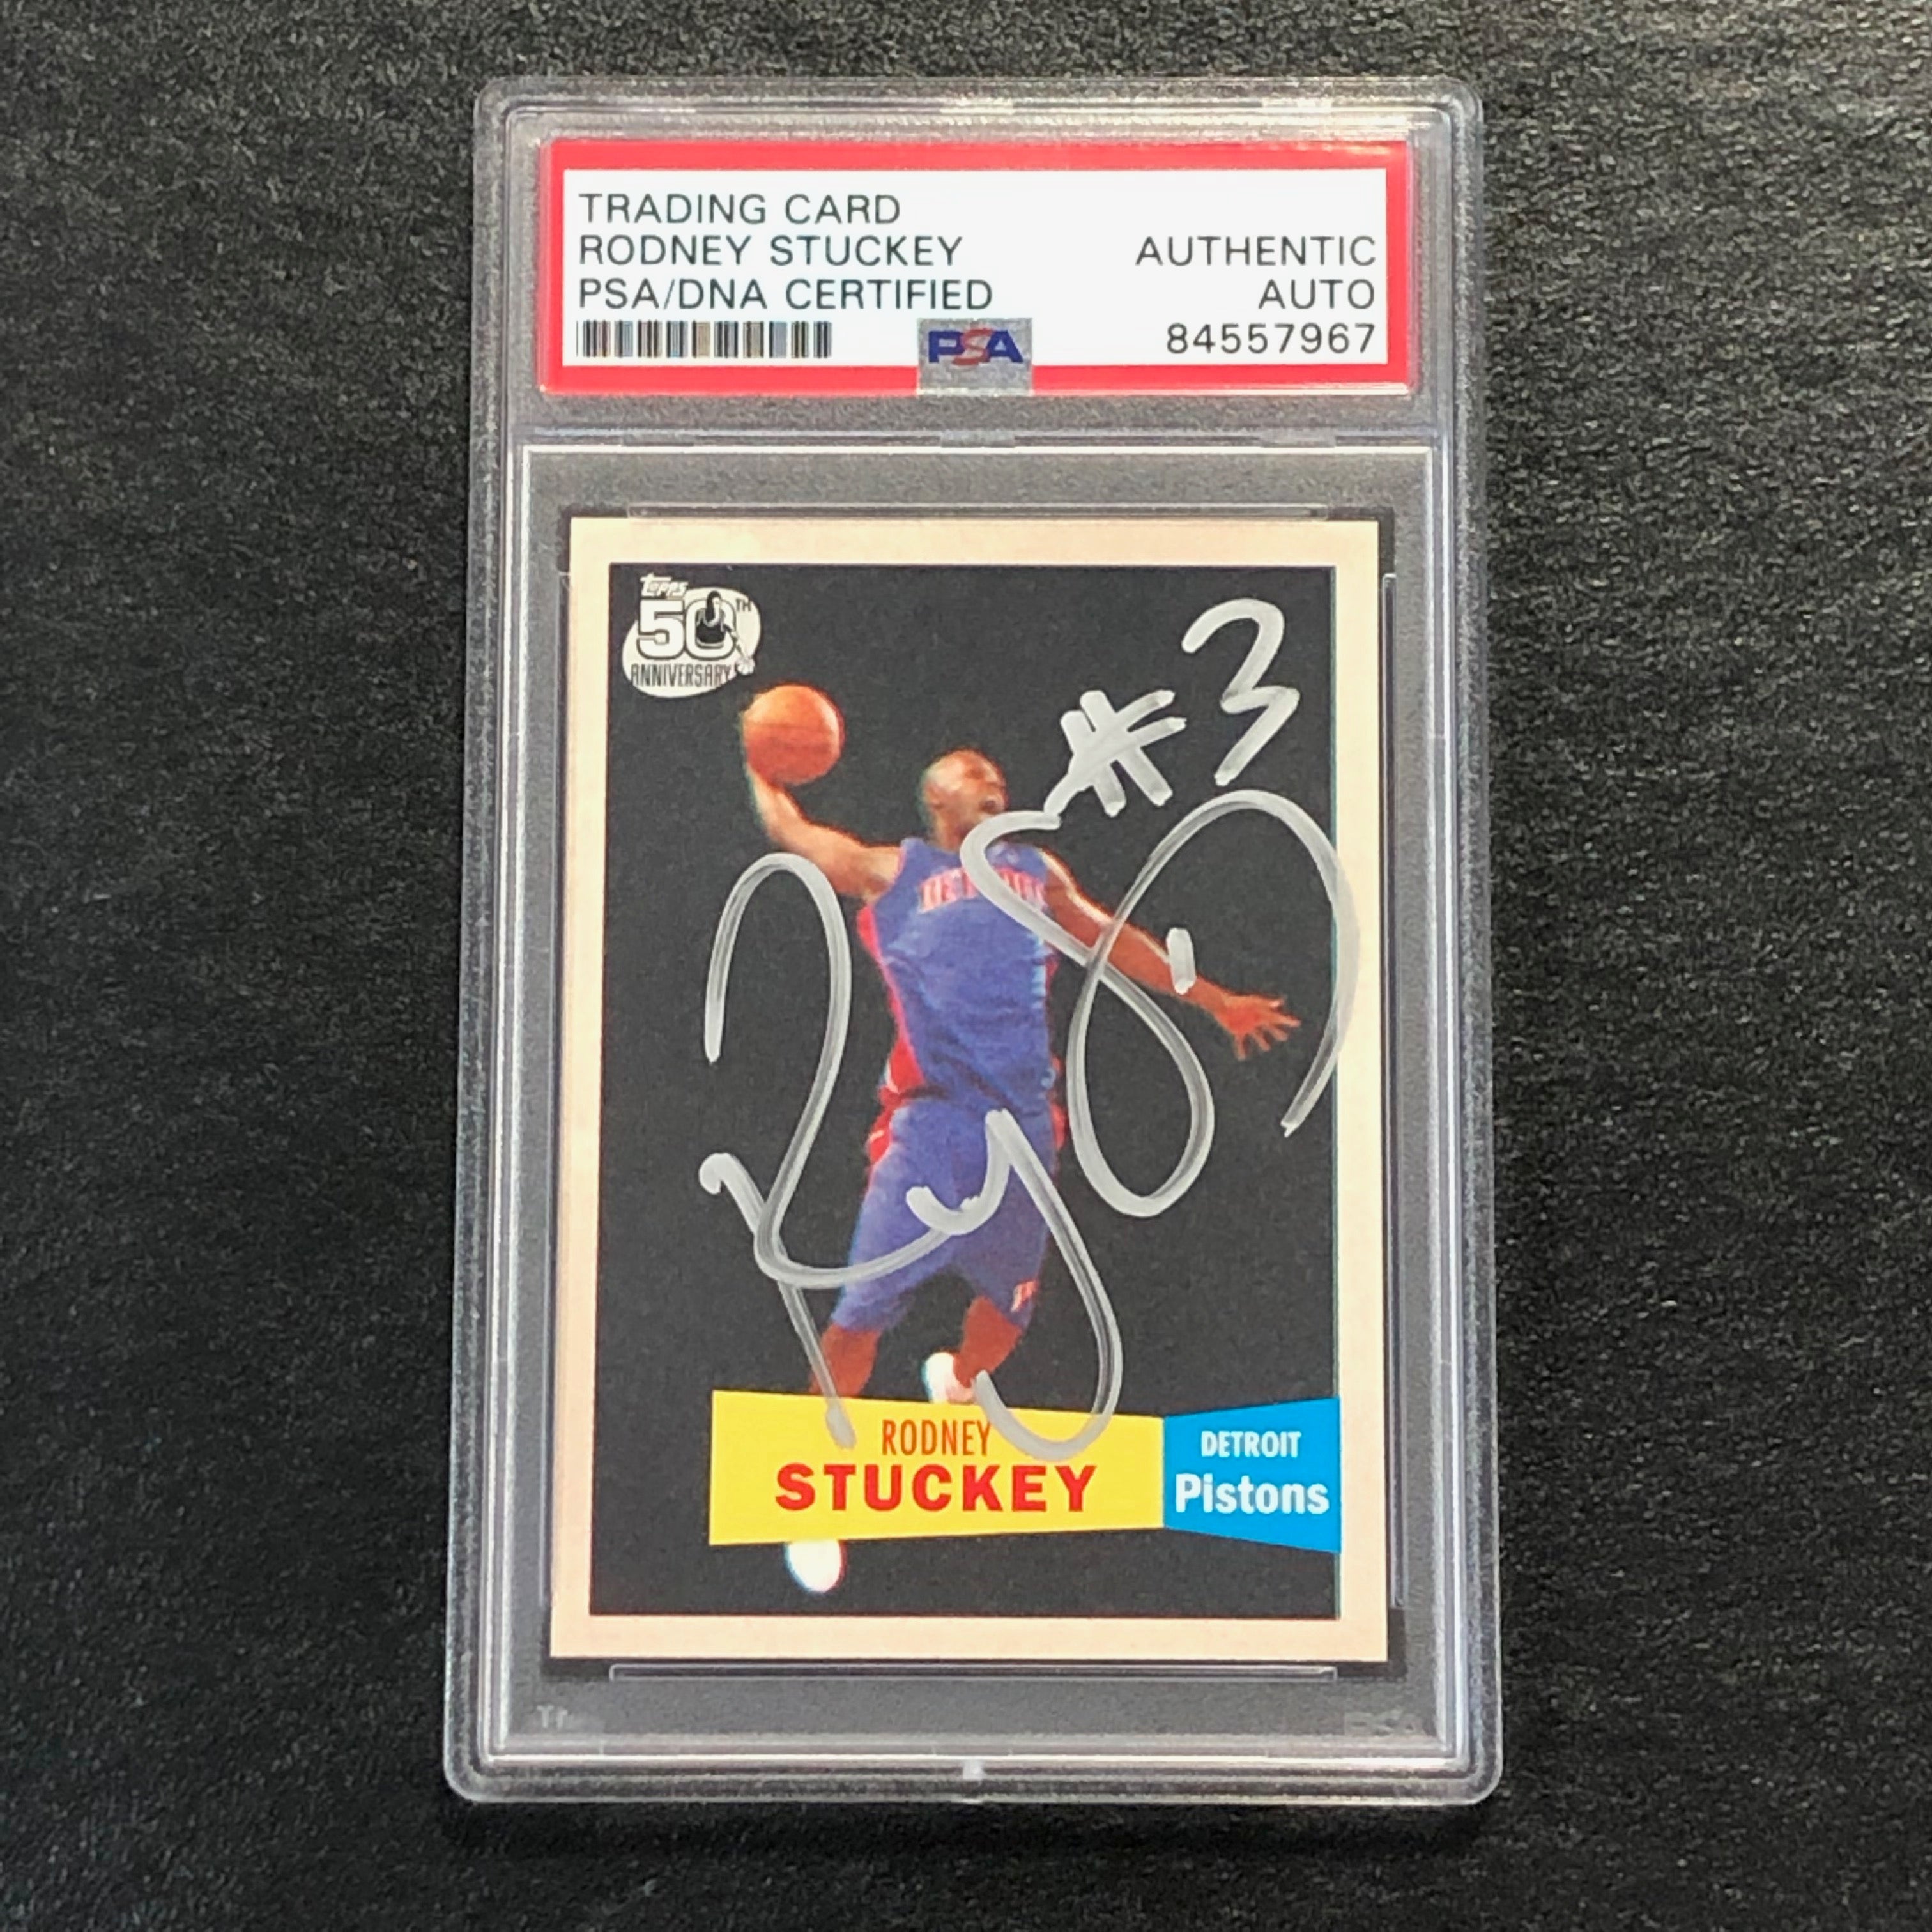 TRADING CARD
RODNEY STUCKEY
PSA/DNA CERTIFIED
AUTHENTIC
AUTO
84557967
PSA
Topps
50TH
ANNIVERSARY
#3
DETROIT
RODNEY
STUCKEY
DETROIT
Pistons